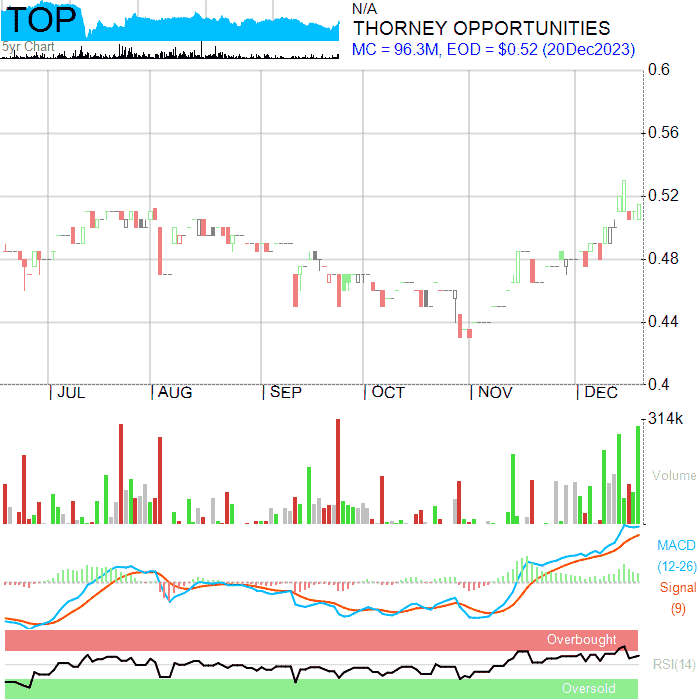 TOP
5yr Chart
N/A
THORNEY OPPORTUNITIES
MC = 96.3M, EOD = $0.52 (20Dec2023)
0.6
0.56
0.52
0.48
0.44
0.4
JUL AUG SEP OCT NOV DEC
314k
Volume
MACD
(12-26)
Signal
(9)
Overbought
RSI(14)
Oversold